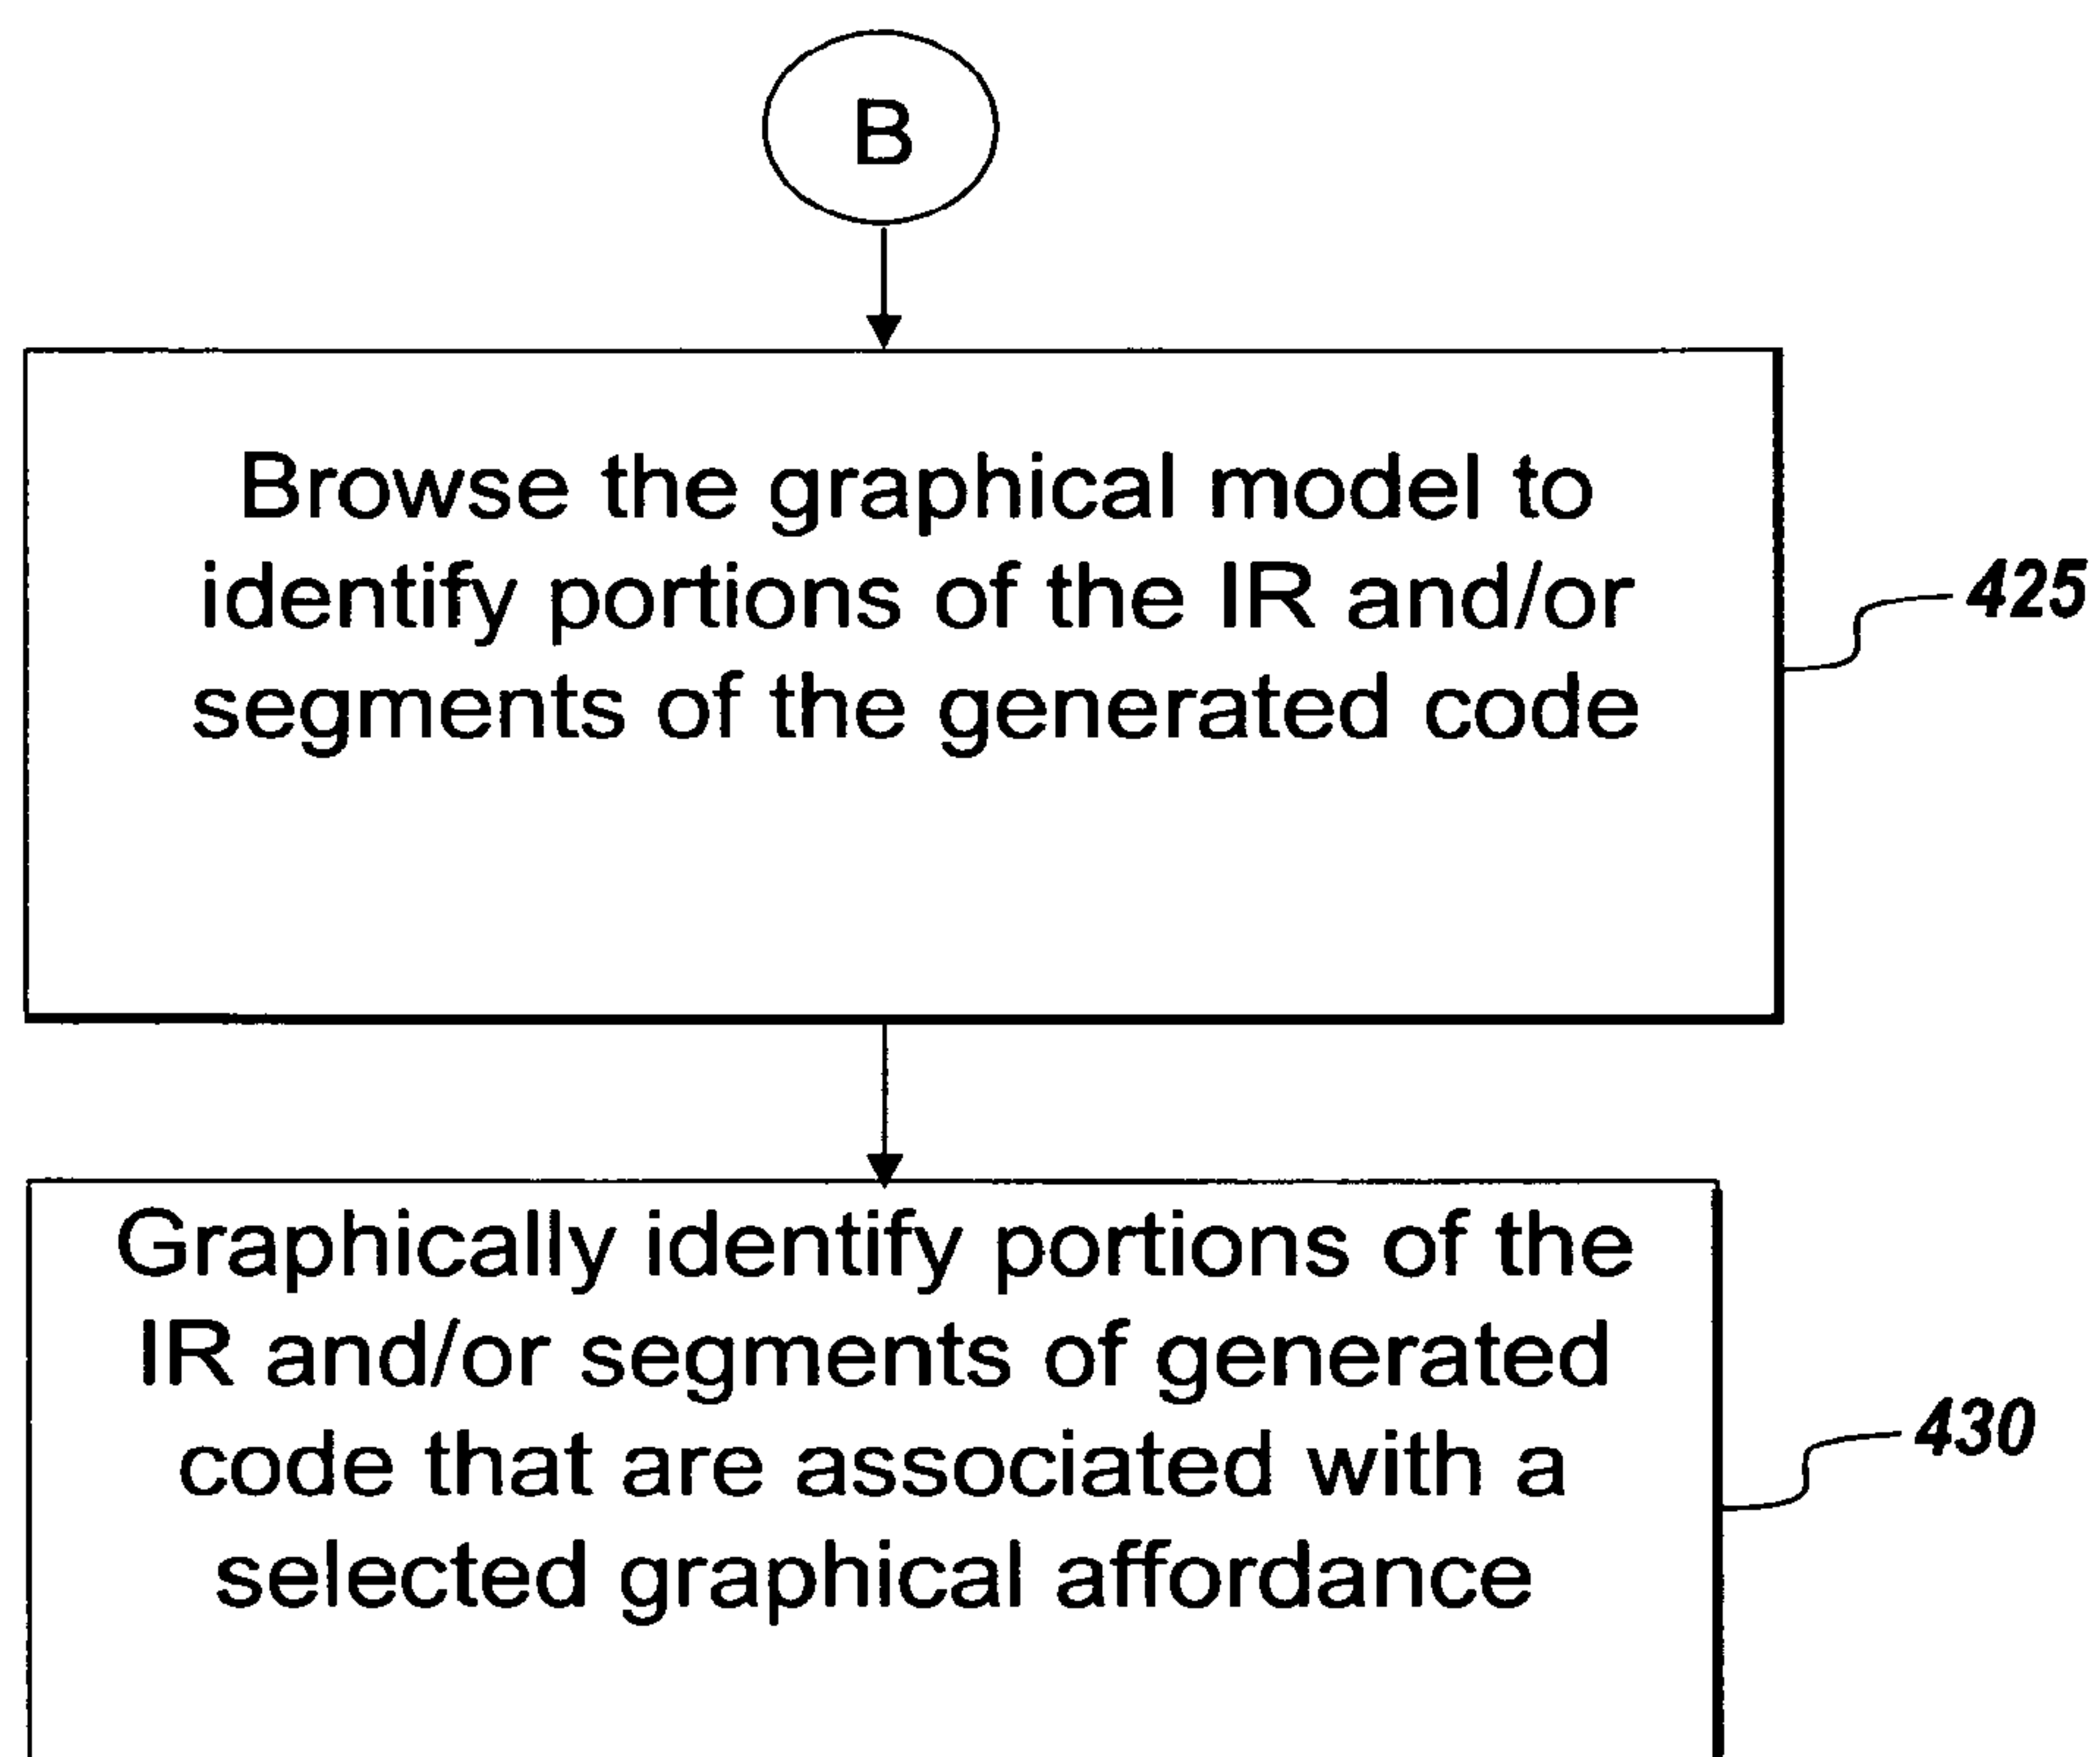 B
Browse the graphical model to
identify portions of the IR and/or
segments of the generated code
425
Graphically identify portions of the
IR and/or segments of generated
code that are associated with a
selected graphical affordance
430